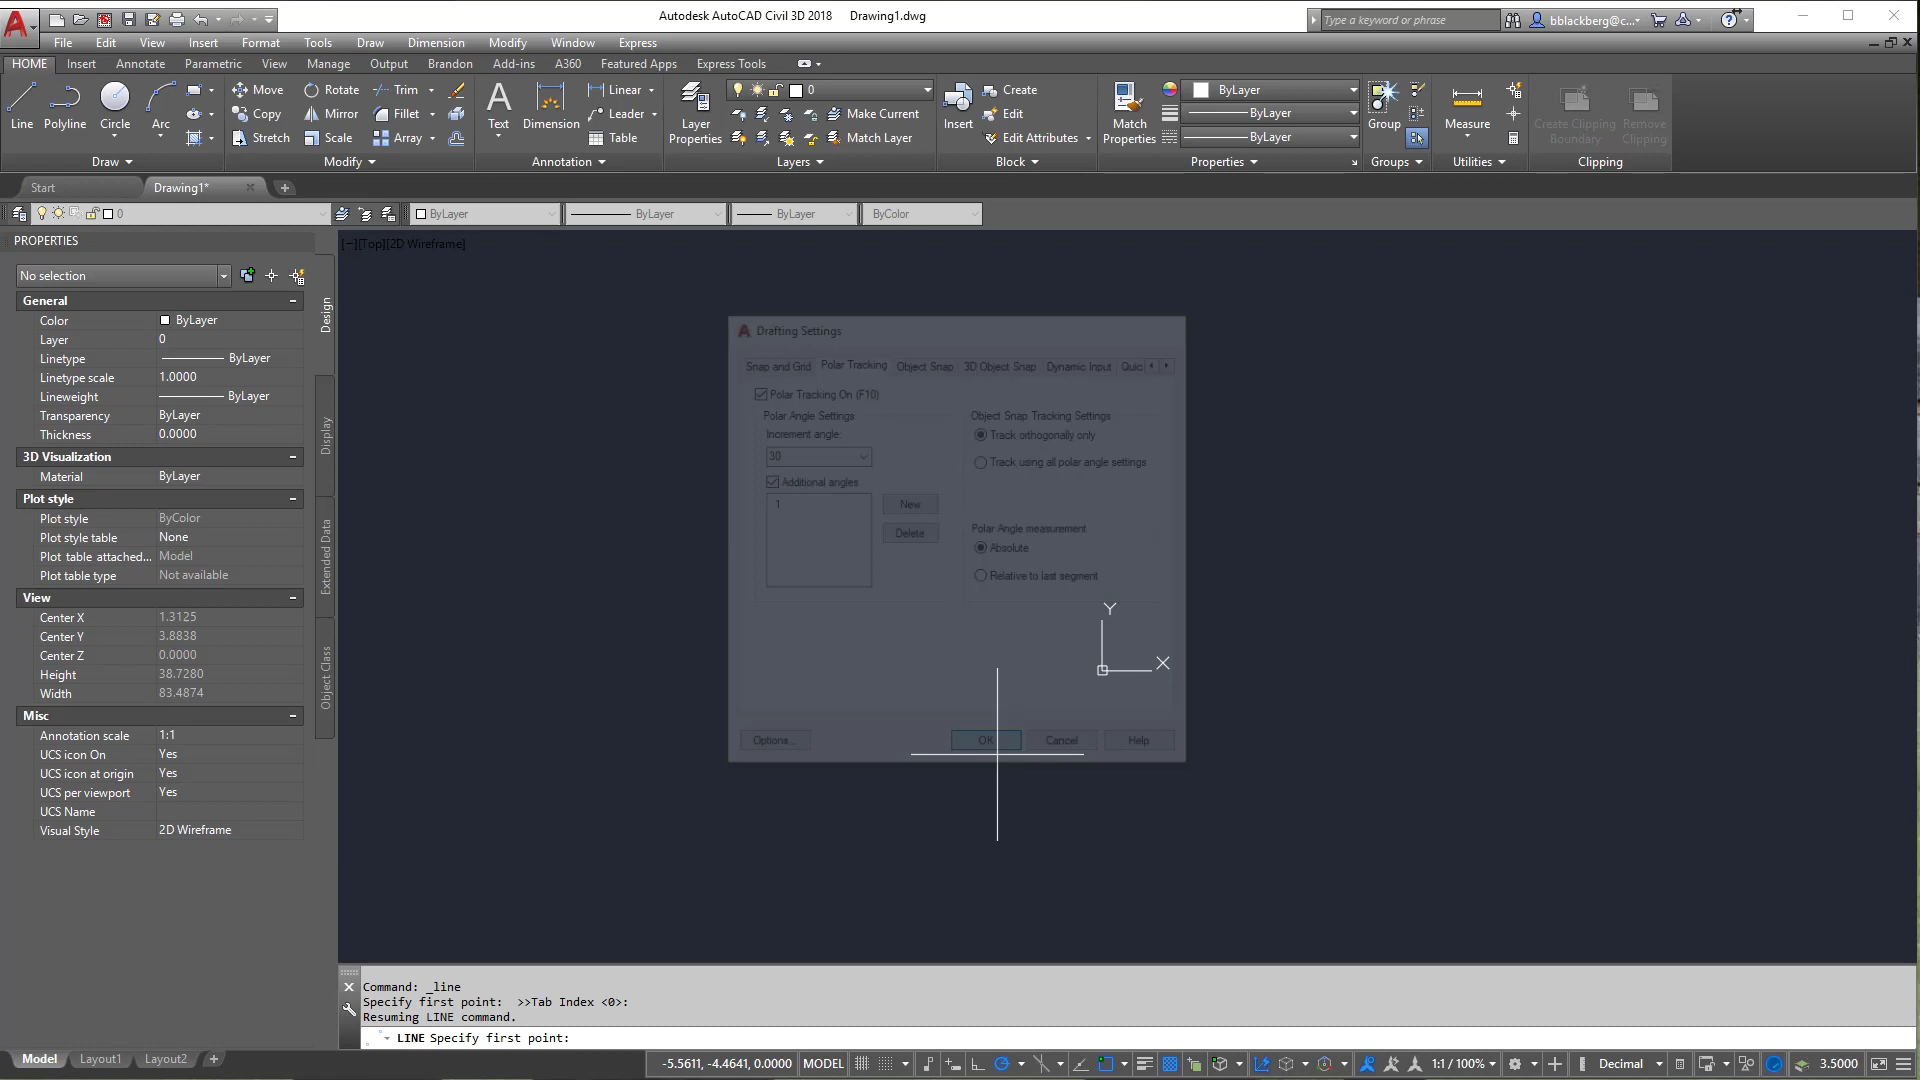 Autodesk AutoCAD Civil 3D 2018 Drawing1.dwg
Type a keyword or phrase
bblackberg@c...
File Edit View Insert Format Tools Draw Dimension Modify Window Express
HOME Insert Annotate Parametric View Manage Output Brandon Add-ins A360 Featured Apps Express Tools
Line Polyline Circle Arc
Draw
Move Rotate Trim
Copy Mirror Fillet
Stretch Scale Array
Modify
Text Dimension
Linear
Leader
Table
Annotation
Layer Properties
0
Make Current
Match Layer
Layers
Insert
Create
Edit
Edit Attributes
Block
Match Properties
ByLayer
ByLayer
ByLayer
Properties
Group
Groups
Measure
Utilities
Create Clipping Boundary
Remove Clipping
Clipping
Start Drawing1*
0 ByLayer ByLayer ByLayer ByColor
PROPERTIES
[−][Top][2D Wireframe]
No selection
General
Color ByLayer
Layer 0
Linetype ByLayer
Linetype scale 1.0000
Lineweight ByLayer
Transparency ByLayer
Thickness 0.0000
3D Visualization
Material ByLayer
Plot style
Plot style ByColor
Plot style table None
Plot table attached... Model
Plot table type Not available
View
Center X 1.3125
Center Y 3.8838
Center Z 0.0000
Height 38.7280
Width 83.4874
Misc
Annotation scale 1:1
UCS icon On Yes
UCS icon at origin Yes
UCS per viewport Yes
UCS Name
Visual Style 2D Wireframe
Design
Display
Extended Data
Object Class
Drafting Settings
Snap and Grid Polar Tracking Object Snap 3D Object Snap Dynamic Input Quic
Polar Tracking On (F10)
Polar Angle Settings
Increment angle:
30
Additional angles
1
New
Delete
Object Snap Tracking Settings
Track orthogonally only
Track using all polar angle settings
Polar Angle measurement
Absolute
Relative to last segment
Options... OK Cancel Help
Y
X
Command: _line
Specify first point: >>Tab Index <0>:
Resuming LINE command.
LINE Specify first point:
Model Layout1 Layout2
-5.5611, -4.4641, 0.0000 MODEL 1:1 / 100% Decimal 3.5000